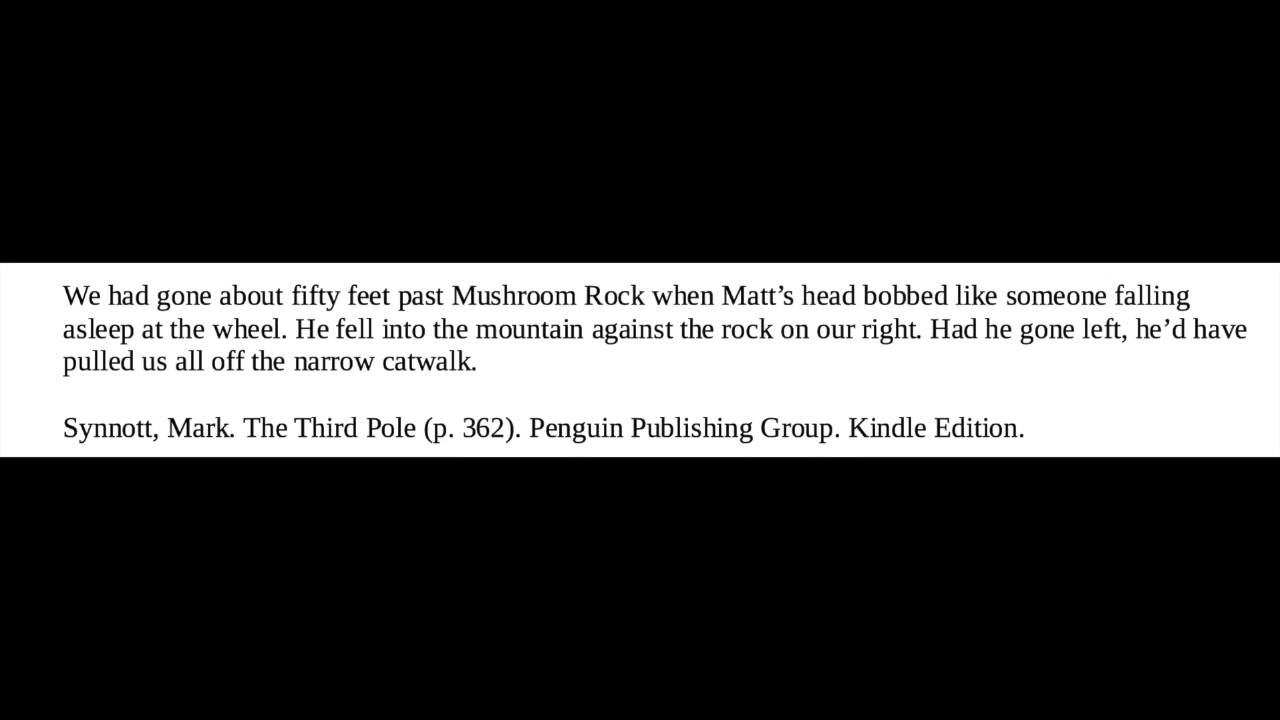 We had gone about fifty feet past Mushroom Rock when Matt’s head bobbed like someone falling
asleep at the wheel. He fell into the mountain against the rock on our right. Had he gone left, he’d have
pulled us all off the narrow catwalk.
Synnott, Mark. The Third Pole (p. 362). Penguin Publishing Group. Kindle Edition.